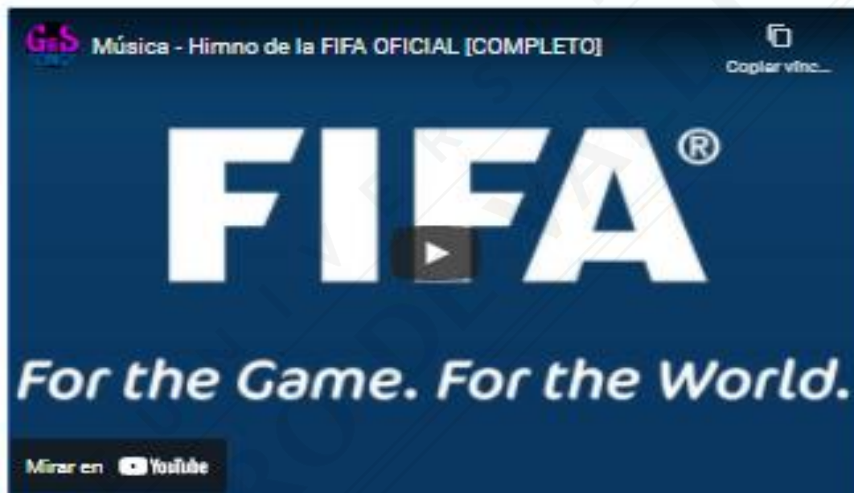 GES
Música - Himno de la FIFA OFICIAL [COMPLETO]
Copiar vínc...
FIFA®
For the Game. For the World.
Mirar en YouTube